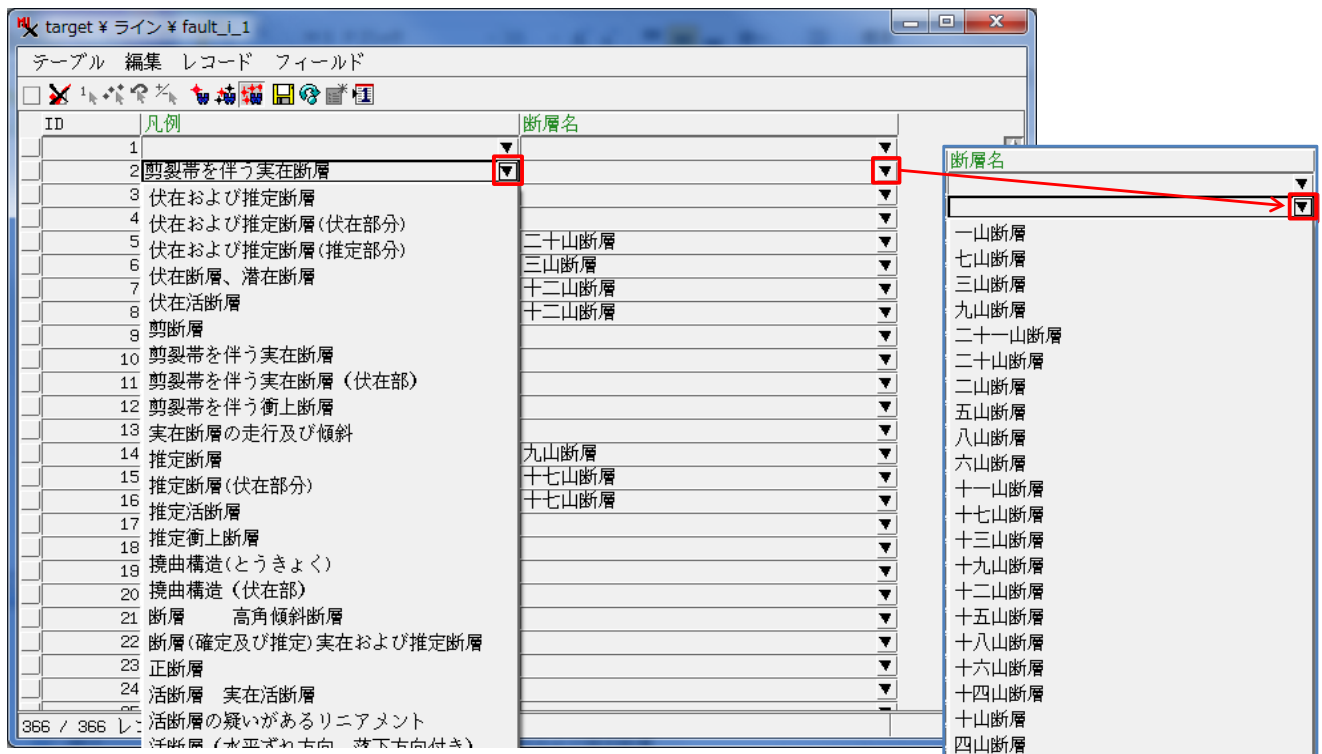 target ¥ ライン ¥ fault_i_1
テーブル 編集 レコード フィールド
ID 凡例 断層名
1
2 剪裂帯を伴う実在断層
3
4
5 二十山断層
6 三山断層
7 十二山断層
8 十二山断層
9
10
11
12
13
14 九山断層
15 十七山断層
16 十七山断層
17
18
19
20
21
22
23
24
366 / 366 レ
伏在および推定断層
伏在および推定断層(伏在部分)
伏在および推定断層(推定部分)
伏在断層、潜在断層
伏在活断層
剪断層
剪裂帯を伴う実在断層
剪裂帯を伴う実在断層（伏在部)
剪裂帯を伴う衝上断層
実在断層の走行及び傾斜
推定断層
推定断層(伏在部分)
推定活断層
推定衝上断層
撓曲構造(とうきょく)
撓曲構造（伏在部)
断層　　高角傾斜断層
断層(確定及び推定)実在および推定断層
正断層
活断層　実在活断層
活断層の疑いがあるリニアメント
活断層（水平ずれ方向、落下方向付き)
断層名
一山断層
七山断層
三山断層
九山断層
二十一山断層
二十山断層
二山断層
五山断層
八山断層
六山断層
十一山断層
十七山断層
十三山断層
十九山断層
十二山断層
十五山断層
十八山断層
十六山断層
十四山断層
十山断層
四山断層